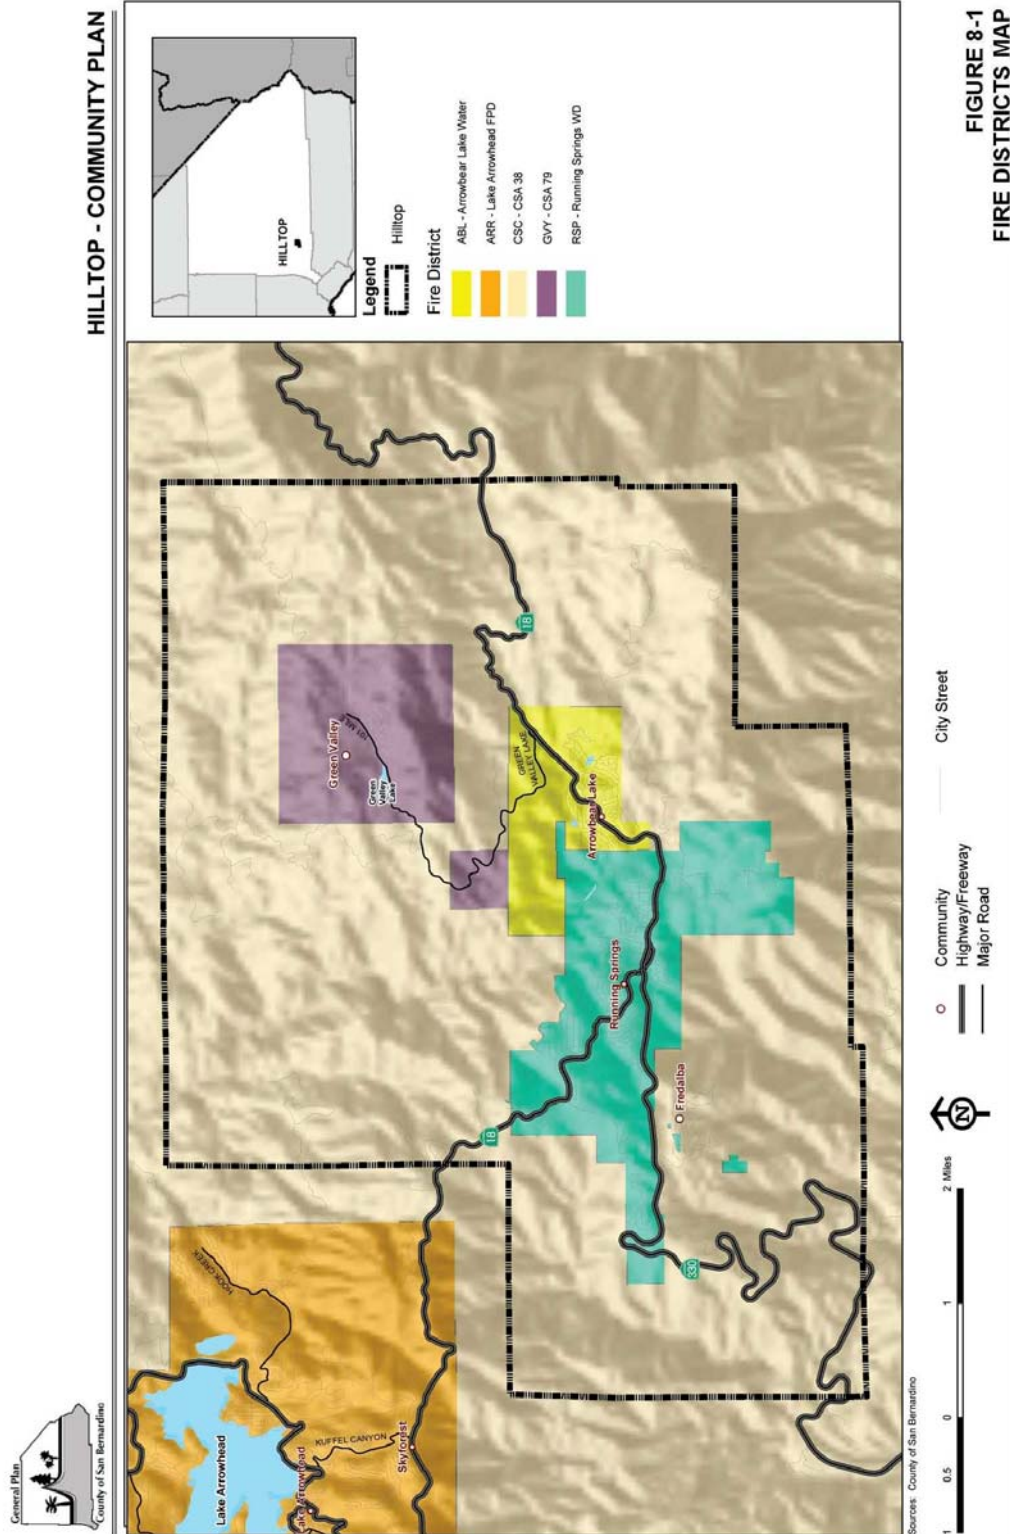 General Plan
County of San Bernardino
HILLTOP - COMMUNITY PLAN
HILLTOP
Legend
Hilltop
Fire District
ABL - Arrowbear Lake Water
ARR - Lake Arrowhead FPD
CSC - CSA 38
GVY - CSA 79
RSP - Running Springs WD
Lake Arrowhead
HOOK CREEK
Lake Arrowhead
KUFFEL CANYON
Skyforest
18
Green Valley
Green
Valley
Lake
GREEN
VALLEY LAKE
18
Arrowbear Lake
Running Springs
Fredalba
330
Sources: County of San Bernardino
1
0.5
0
1
2 Miles
N
Community
Highway/Freeway
Major Road
City Street
FIGURE 8-1
FIRE DISTRICTS MAP